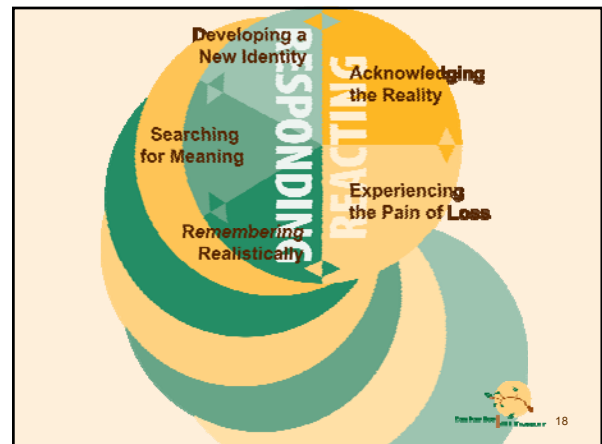 Developing a
New Identity
RESPONDING
REACTING
Acknowledging
the Reality
Searching
for Meaning
Experiencing
the Pain of Loss
Remembering
Realistically
18